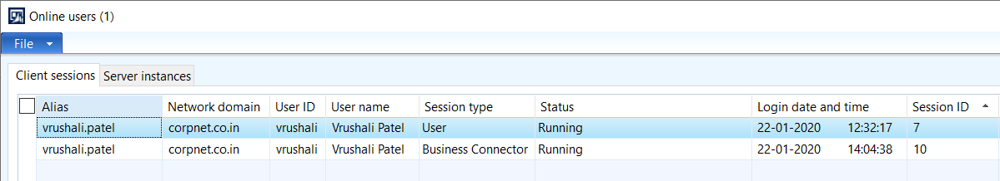 Online users (1)
File
Client sessions Server instances
Alias Network domain User ID User name Session type Status Login date and time Session ID
vrushali.patel corpnet.co.in vrushali Vrushali Patel User Running 22-01-2020 12:32:17 7
vrushali.patel corpnet.co.in vrushali Vrushali Patel Business Connector Running 22-01-2020 14:04:38 10